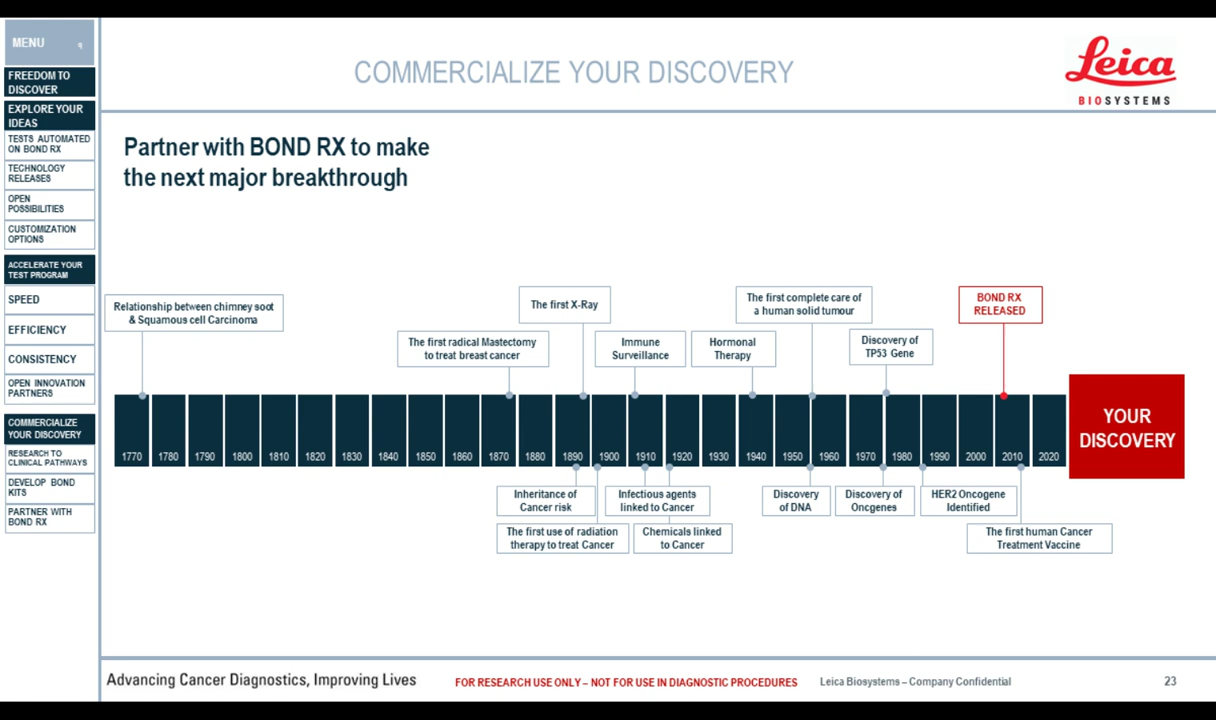 MENU
FREEDOM TO
DISCOVER
EXPLORE YOUR
IDEAS
TESTS AUTOMATED
ON BOND RX
TECHNOLOGY
RELEASES
OPEN
POSSIBILITIES
CUSTOMIZATION
OPTIONS
ACCELERATE YOUR
TEST PROGRAM
SPEED
EFFICIENCY
CONSISTENCY
OPEN INNOVATION
PARTNERS
COMMERCIALIZE
YOUR DISCOVERY
RESEARCH TO
CLINICAL PATHWAYS
DEVELOP BOND
KITS
PARTNER WITH
BOND RX
COMMERCIALIZE YOUR DISCOVERY
Leica
BIOSYSTEMS
Partner with BOND RX to make
the next major breakthrough
Relationship between chimney soot
& Squamous cell Carcinoma
The first radical Mastectomy
to treat breast cancer
The first X-Ray
Immune
Surveillance
Hormonal
Therapy
The first complete care of
a human solid tumour
Discovery of
TP53 Gene
BOND RX
RELEASED
1770 1780 1790 1800 1810 1820 1830 1840 1850 1860 1870 1880 1890 1900 1910 1920 1930 1940 1950 1960 1970 1980 1990 2000 2010 2020
YOUR
DISCOVERY
Inheritance of
Cancer risk
The first use of radiation
therapy to treat Cancer
Infectious agents
linked to Cancer
Chemicals linked
to Cancer
Discovery
of DNA
Discovery of
Oncgenes
HER2 Oncogene
Identified
The first human Cancer
Treatment Vaccine
Advancing Cancer Diagnostics, Improving Lives
FOR RESEARCH USE ONLY – NOT FOR USE IN DIAGNOSTIC PROCEDURES
Leica Biosystems – Company Confidential
23